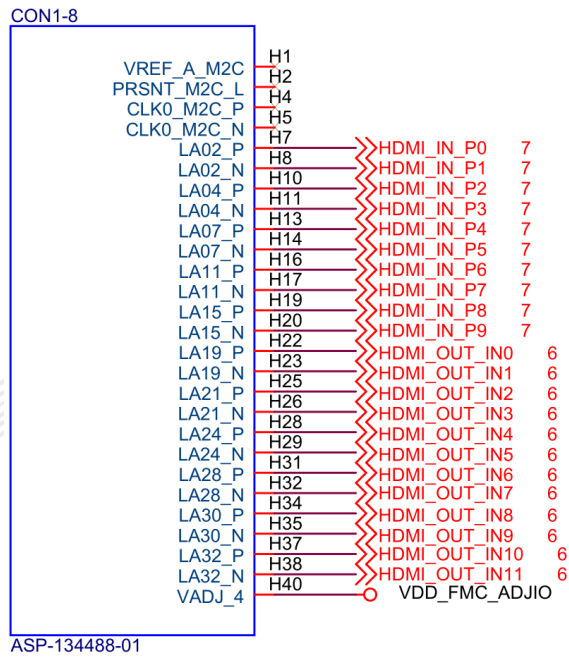 CON1-8
VREF_A_M2C H1
PRSNT_M2C_L H2
CLK0_M2C_P H4
CLK0_M2C_N H5
LA02_P H7 HDMI_IN_P0 7
LA02_N H8 HDMI_IN_P1 7
LA04_P H10 HDMI_IN_P2 7
LA04_N H11 HDMI_IN_P3 7
LA07_P H13 HDMI_IN_P4 7
LA07_N H14 HDMI_IN_P5 7
LA11_P H16 HDMI_IN_P6 7
LA11_N H17 HDMI_IN_P7 7
LA15_P H19 HDMI_IN_P8 7
LA15_N H20 HDMI_IN_P9 7
LA19_P H22 HDMI_OUT_IN0 6
LA19_N H23 HDMI_OUT_IN1 6
LA21_P H25 HDMI_OUT_IN2 6
LA21_N H26 HDMI_OUT_IN3 6
LA24_P H28 HDMI_OUT_IN4 6
LA24_N H29 HDMI_OUT_IN5 6
LA28_P H31 HDMI_OUT_IN6 6
LA28_N H32 HDMI_OUT_IN7 6
LA30_P H34 HDMI_OUT_IN8 6
LA30_N H35 HDMI_OUT_IN9 6
LA32_P H37 HDMI_OUT_IN10 6
LA32_N H38 HDMI_OUT_IN11 6
VADJ_4 H40 VDD_FMC_ADJIO
ASP-134488-01